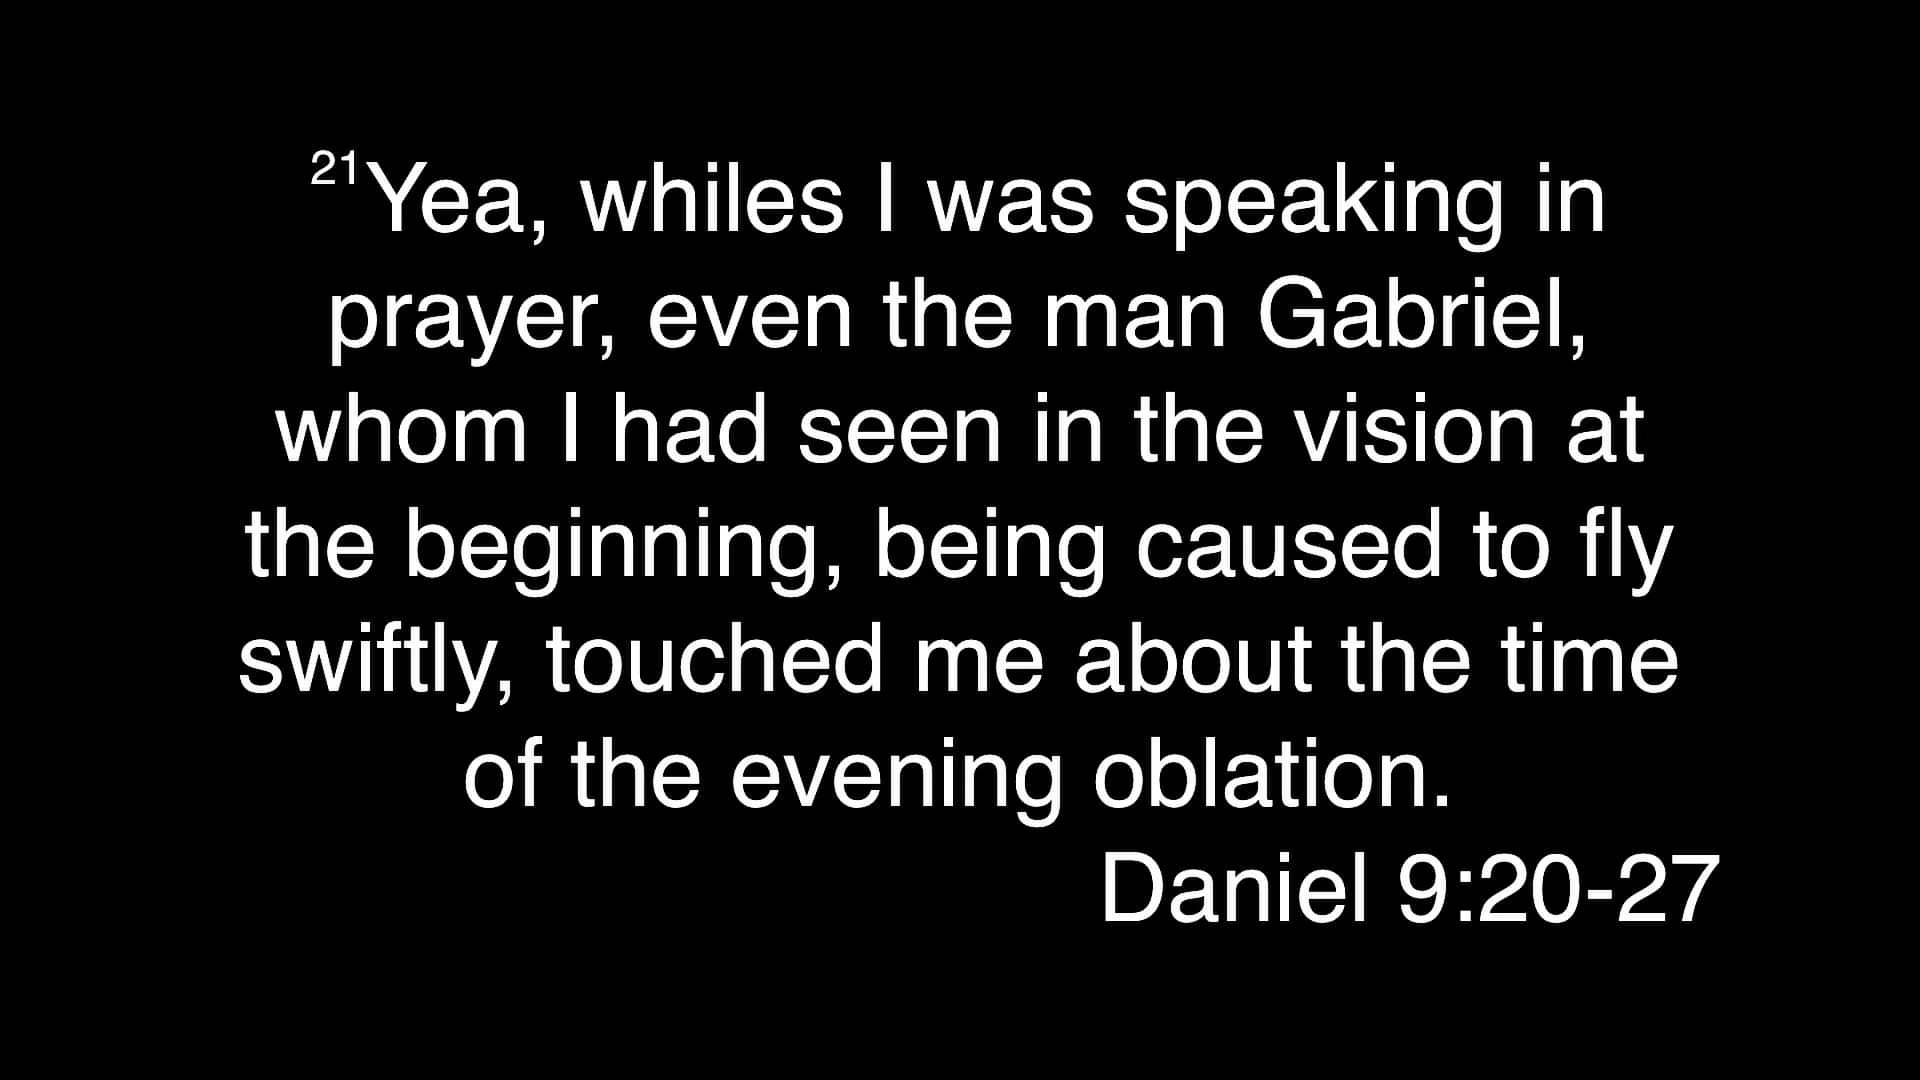 21Yea, whiles I was speaking in
prayer, even the man Gabriel,
whom I had seen in the vision at
the beginning, being caused to fly
swiftly, touched me about the time
of the evening oblation.
Daniel 9:20-27